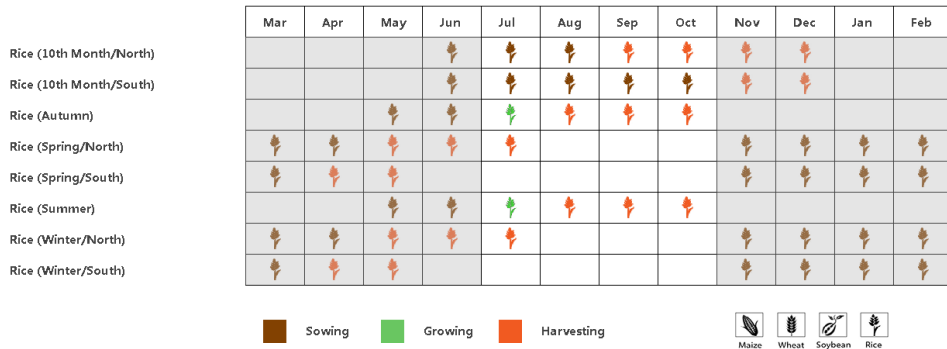 Mar Apr May Jun Jul Aug Sep Oct Nov Dec Jan Feb
Rice (10th Month/North)
Rice (10th Month/South)
Rice (Autumn)
Rice (Spring/North)
Rice (Spring/South)
Rice (Summer)
Rice (Winter/North)
Rice (Winter/South)
Sowing Growing Harvesting
Maize Wheat Soybean Rice